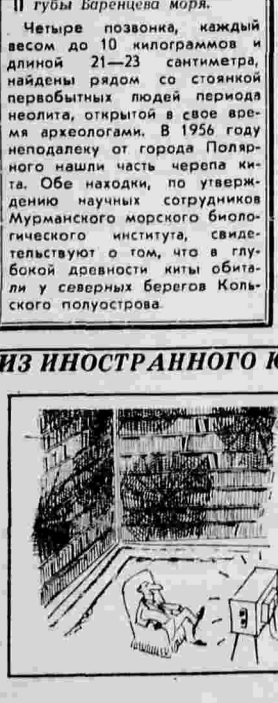 губы Баренцева моря.
Четыре позвонка, каждый
весом до 10 килограммов и
длиной 21—23 сантиметра,
найдены рядом со стоянкой
первобытных людей периода
неолита, открытой в свое вре-
мя археологами. В 1956 году
неподалеку от города Поляр-
ного нашли часть черепа ки-
та. Обе находки, по утверж-
дению научных сотрудников
Мурманского морского биоло-
гического института, свиде-
тельствуют о том, что в глу-
бокой древности киты обита-
ли у северных берегов Коль-
ского полуострова.
ИЗ ИНОСТРАННОГО Ю